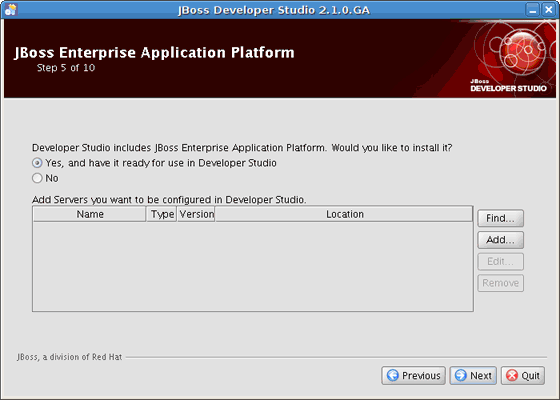 JBoss Developer Studio 2.1.0.GA
JBoss Enterprise Application Platform
Step 5 of 10
JBoss
DEVELOPER STUDIO
Developer Studio includes JBoss Enterprise Application Platform. Would you like to install it?
Yes, and have it ready for use in Developer Studio
No
Add Servers you want to be configured in Developer Studio.
Name Type Version Location
Find...
Add...
Edit...
Remove
JBoss, a division of Red Hat
Previous Next Quit